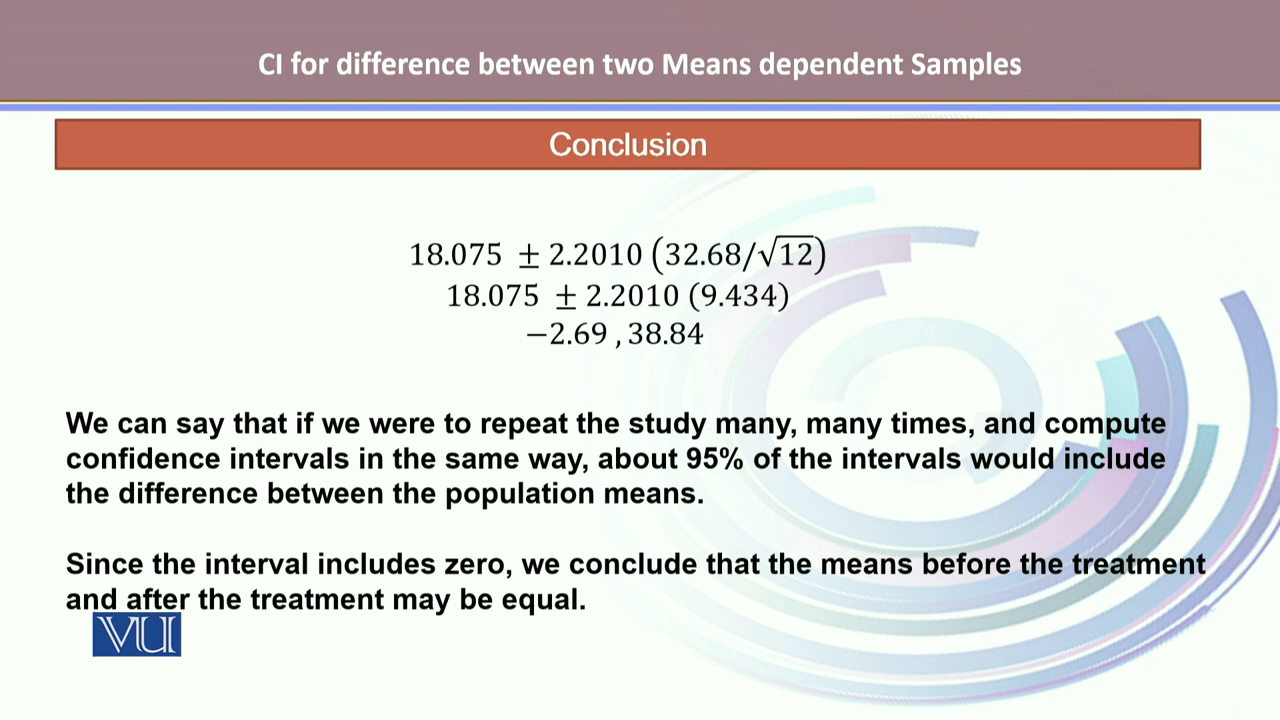 CI for difference between two Means dependent Samples
Conclusion
18.075 ± 2.2010 (32.68/√12)
18.075 ± 2.2010 (9.434)
−2.69 , 38.84
We can say that if we were to repeat the study many, many times, and compute
confidence intervals in the same way, about 95% of the intervals would include
the difference between the population means.
Since the interval includes zero, we conclude that the means before the treatment
and after the treatment may be equal.
VU